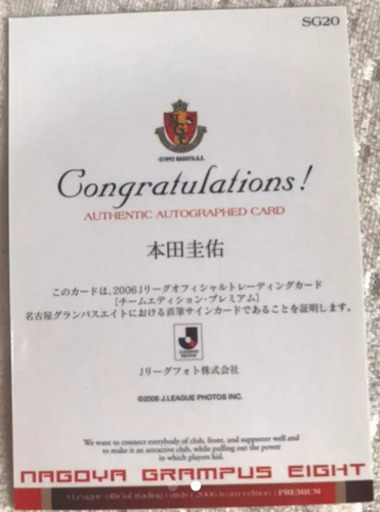 SG20
©1992 NAGOYA.G.E.
Congratulations!
AUTHENTIC AUTOGRAPHED CARD
本田圭佑
このカードは、2006Jリーグオフィシャルトレーディングカード
[チームエディション・プレミアム]
名古屋グランパスエイトにおける直筆サインカードであることを証明します。
J.LEAGUE
Jリーグフォト株式会社
©2006 J.LEAGUE PHOTOS INC.
We want to connect everybody of club, front, and supporter well and
to make it an attractive club, while pulling out the power
in which players hid.
NAGOYA GRAMPUS EIGHT
J.League official trading cards [ 2006 team edition ] PREMIUM